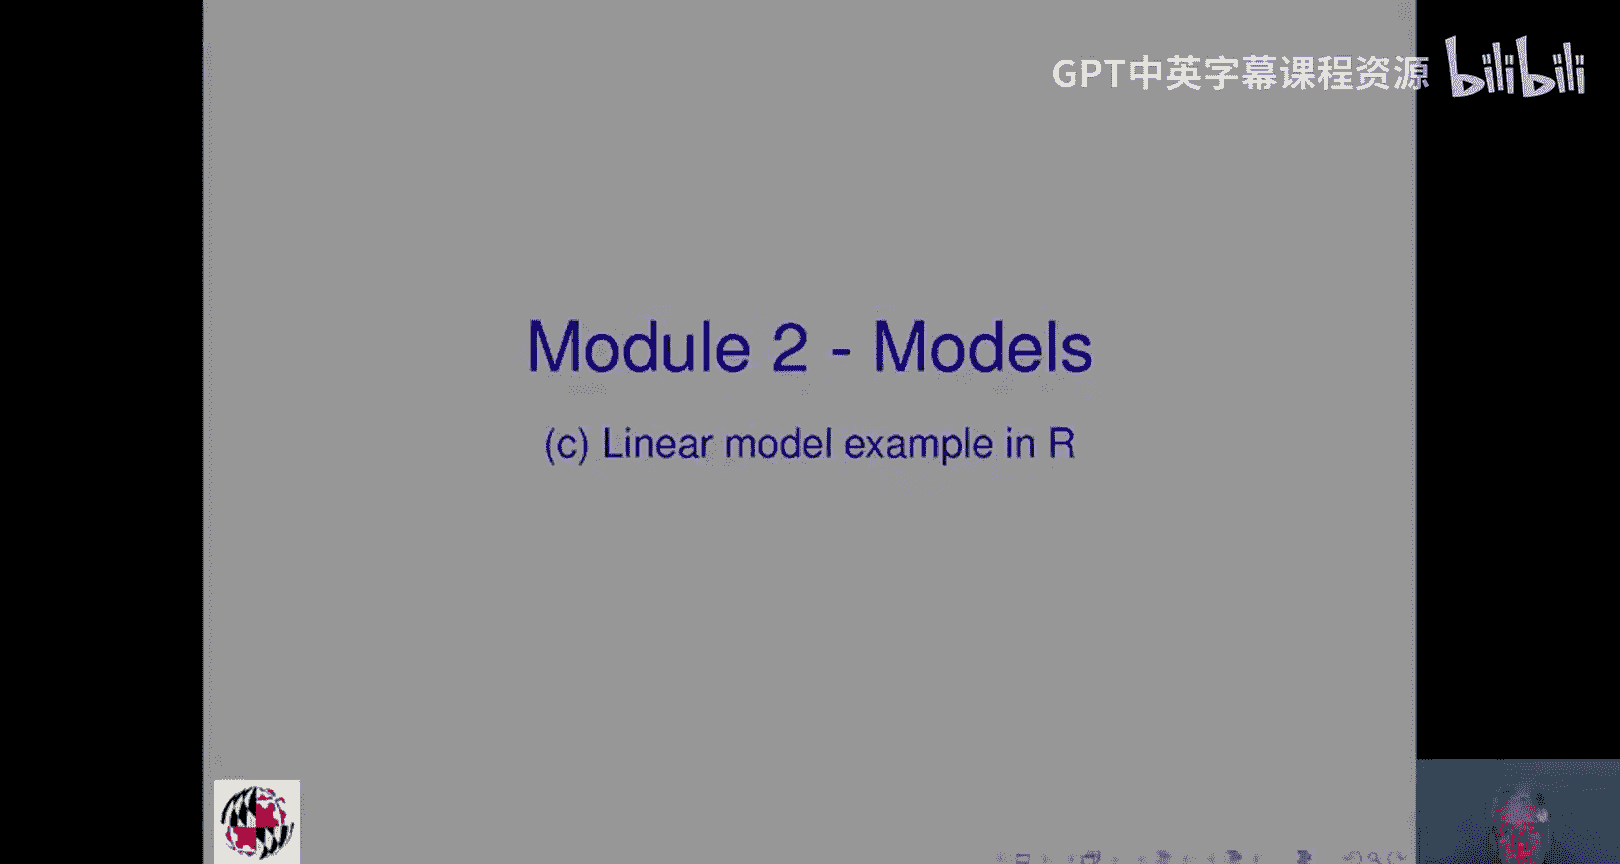 GPT中英字幕课程资源 bilibili
Module 2 - Models
(c) Linear model example in R